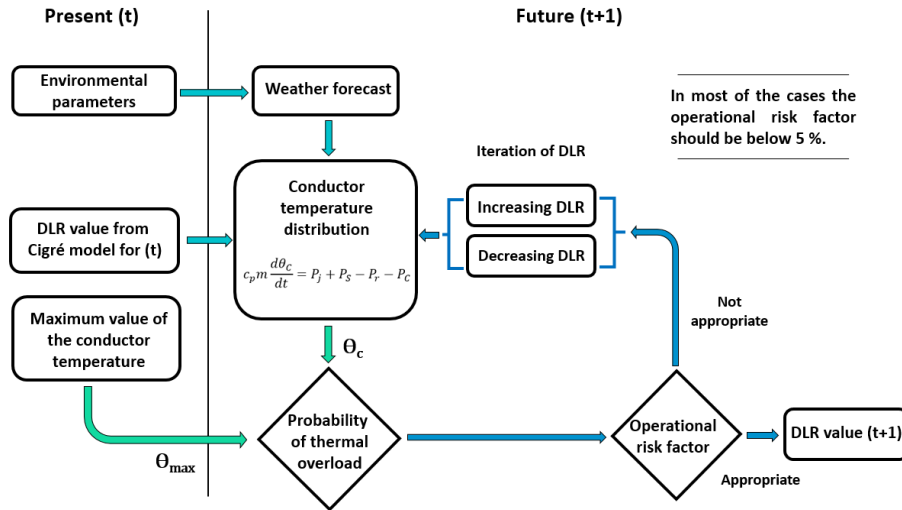 Present (t)
Future (t+1)
Environmental
parameters
Weather forecast
In most of the cases the
operational risk factor
should be below 5 %.
Iteration of DLR
DLR value from
Cigré model for (t)
Conductor
temperature
distribution
c_p m dθ_C/dt = P_j + P_S − P_r − P_C
Increasing DLR
Decreasing DLR
Maximum value of
the conductor
temperature
Not
appropriate
Θ_c
Θ_max
Probability
of thermal
overload
Operational
risk factor
DLR value (t+1)
Appropriate